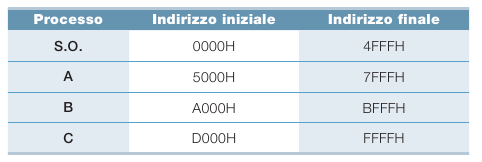 Processo Indirizzo iniziale Indirizzo finale
S.O. 0000H 4FFFH
A 5000H 7FFFH
B A000H BFFFH
C D000H FFFFH